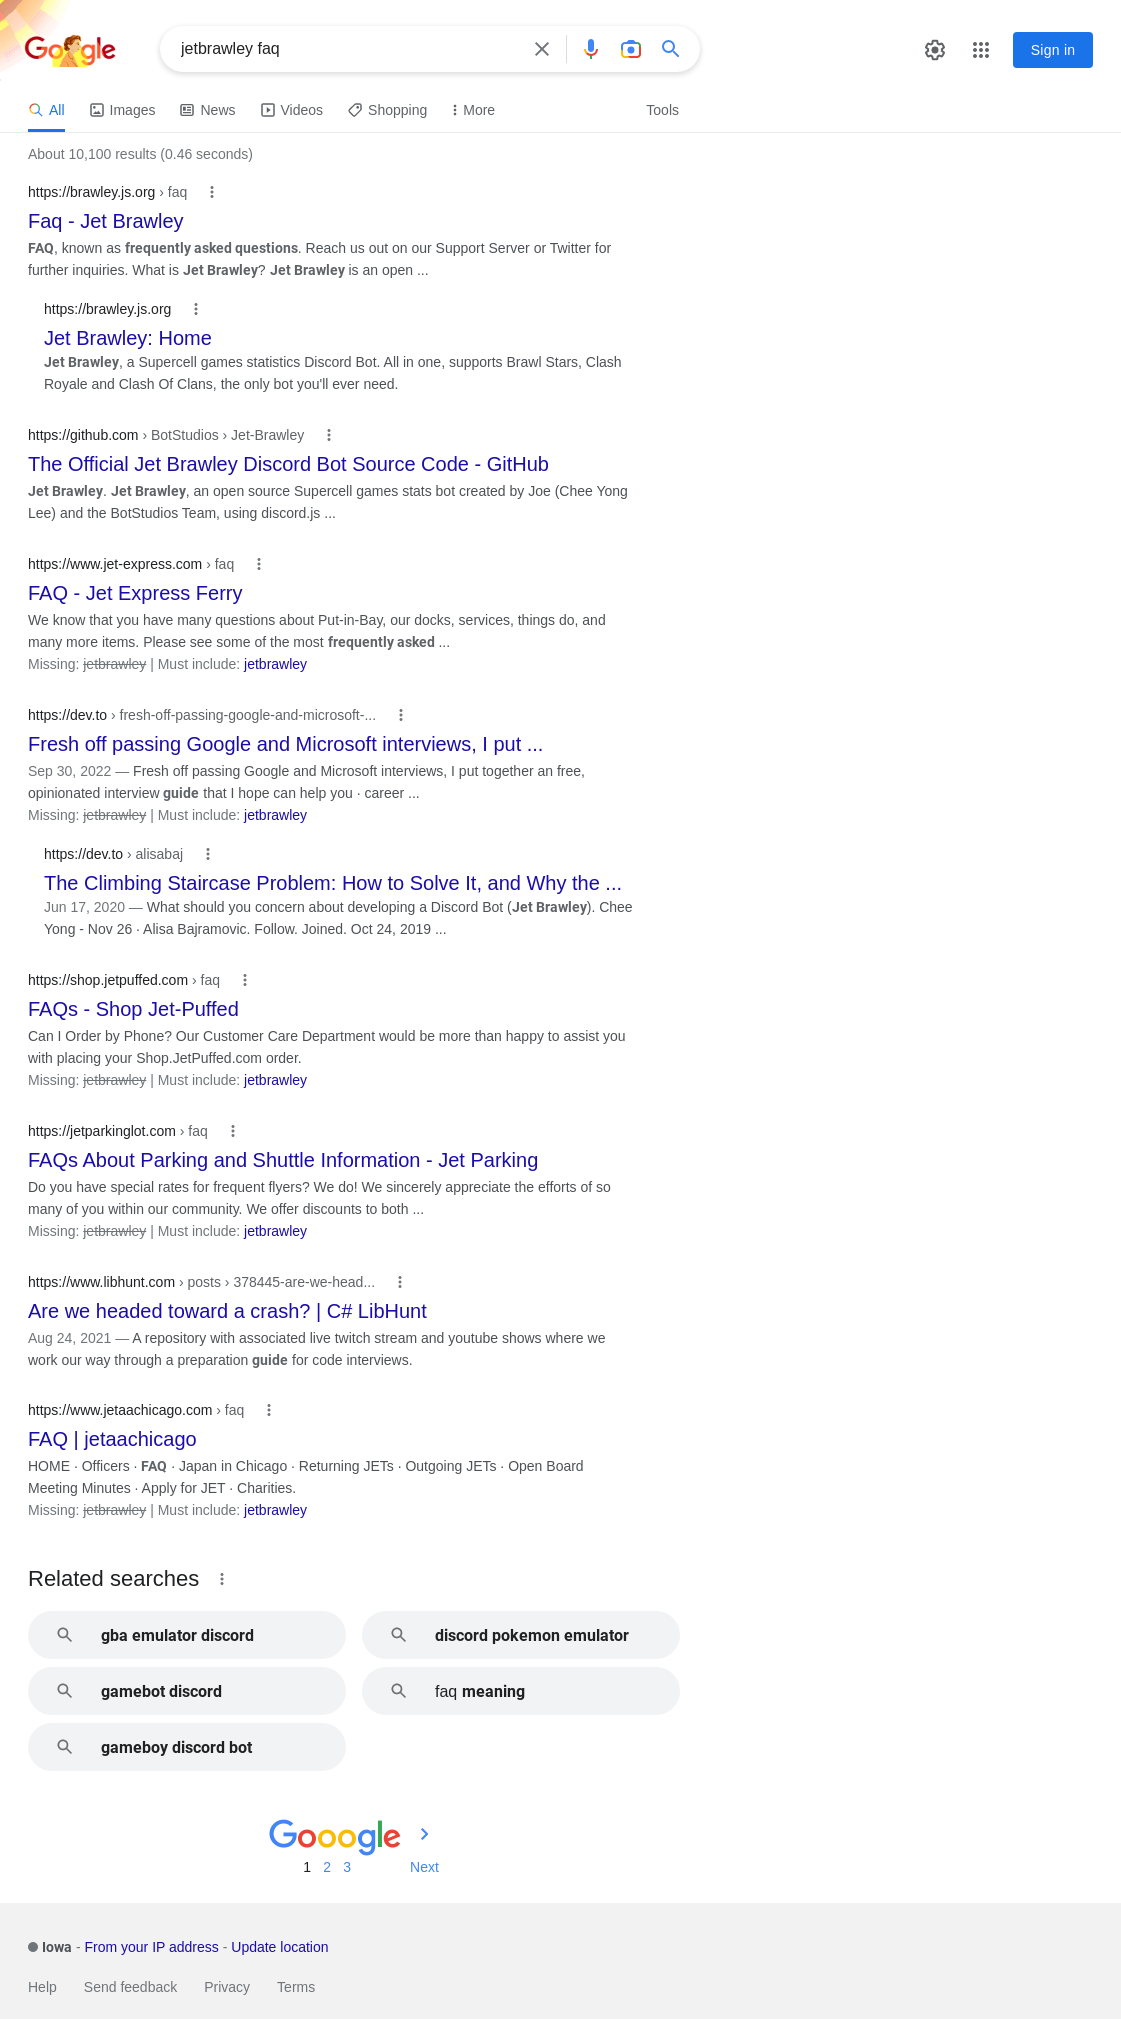 Google
jetbrawley faq
Sign in
All Images News Videos Shopping More Tools
About 10,100 results (0.46 seconds)
https://brawley.js.org › faq
Faq - Jet Brawley
FAQ, known as frequently asked questions. Reach us out on our Support Server or Twitter for
further inquiries. What is Jet Brawley? Jet Brawley is an open ...
https://brawley.js.org
Jet Brawley: Home
Jet Brawley, a Supercell games statistics Discord Bot. All in one, supports Brawl Stars, Clash
Royale and Clash Of Clans, the only bot you'll ever need.
https://github.com › BotStudios › Jet-Brawley
The Official Jet Brawley Discord Bot Source Code - GitHub
Jet Brawley. Jet Brawley, an open source Supercell games stats bot created by Joe (Chee Yong
Lee) and the BotStudios Team, using discord.js ...
https://www.jet-express.com › faq
FAQ - Jet Express Ferry
We know that you have many questions about Put-in-Bay, our docks, services, things do, and
many more items. Please see some of the most frequently asked ...
Missing: jetbrawley | Must include: jetbrawley
https://dev.to › fresh-off-passing-google-and-microsoft-...
Fresh off passing Google and Microsoft interviews, I put ...
Sep 30, 2022 — Fresh off passing Google and Microsoft interviews, I put together an free,
opinionated interview guide that I hope can help you · career ...
Missing: jetbrawley | Must include: jetbrawley
https://dev.to › alisabaj
The Climbing Staircase Problem: How to Solve It, and Why the ...
Jun 17, 2020 — What should you concern about developing a Discord Bot (Jet Brawley). Chee
Yong - Nov 26 · Alisa Bajramovic. Follow. Joined. Oct 24, 2019 ...
https://shop.jetpuffed.com › faq
FAQs - Shop Jet-Puffed
Can I Order by Phone? Our Customer Care Department would be more than happy to assist you
with placing your Shop.JetPuffed.com order.
Missing: jetbrawley | Must include: jetbrawley
https://jetparkinglot.com › faq
FAQs About Parking and Shuttle Information - Jet Parking
Do you have special rates for frequent flyers? We do! We sincerely appreciate the efforts of so
many of you within our community. We offer discounts to both ...
Missing: jetbrawley | Must include: jetbrawley
https://www.libhunt.com › posts › 378445-are-we-head...
Are we headed toward a crash? | C# LibHunt
Aug 24, 2021 — A repository with associated live twitch stream and youtube shows where we
work our way through a preparation guide for code interviews.
https://www.jetaachicago.com › faq
FAQ | jetaachicago
HOME · Officers · FAQ · Japan in Chicago · Returning JETs · Outgoing JETs · Open Board
Meeting Minutes · Apply for JET · Charities.
Missing: jetbrawley | Must include: jetbrawley
Related searches
gba emulator discord
discord pokemon emulator
gamebot discord
faq meaning
gameboy discord bot
Gooogle
1 2 3 Next
Iowa - From your IP address - Update location
Help Send feedback Privacy Terms